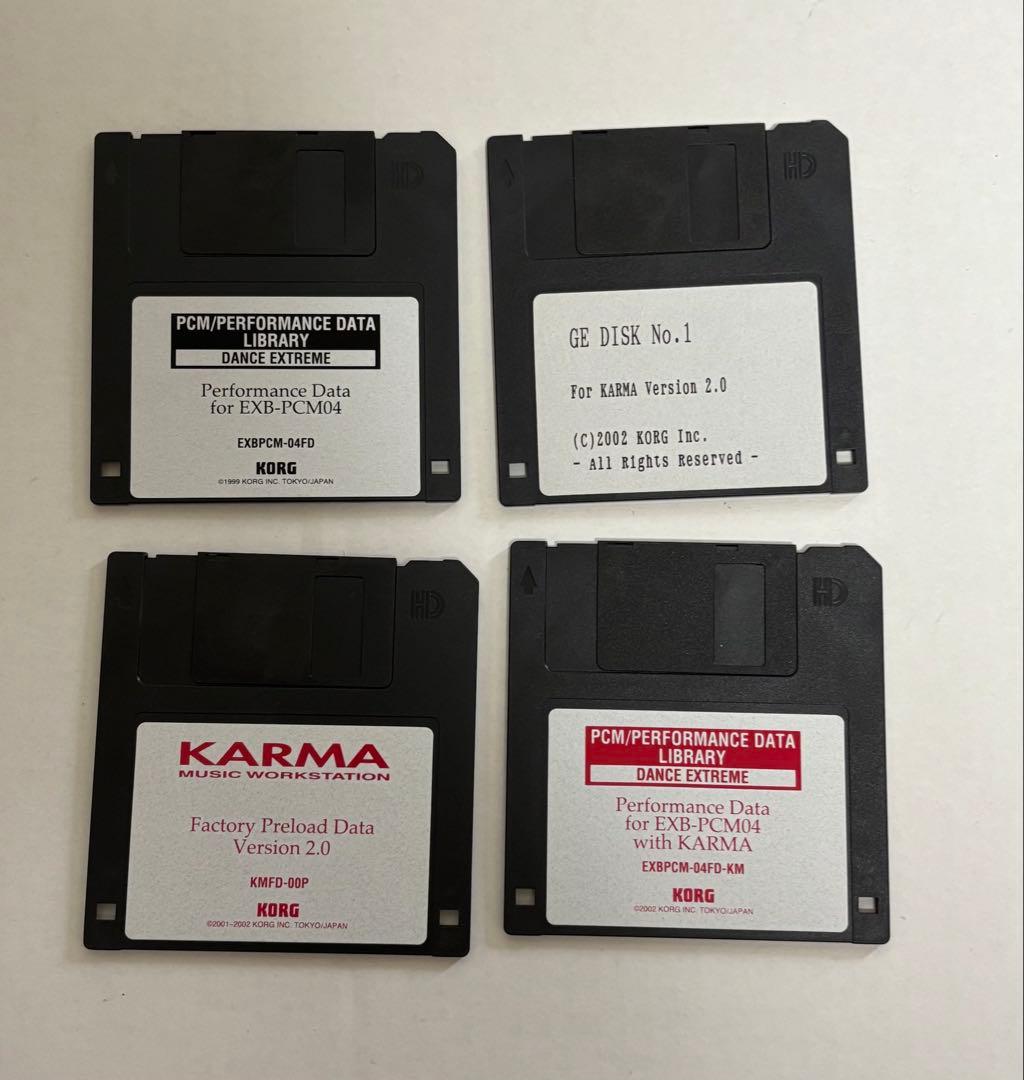 HD
PCM/PERFORMANCE DATA
LIBRARY
DANCE EXTREME
Performance Data
for EXB-PCM04
EXBPCM-04FD
KORG
©1999 KORG INC. TOKYO/JAPAN
HD
GE DISK No.1
For KARMA Version 2.0
(C)2002 KORG Inc.
- All Rights Reserved -
HD
KARMA
MUSIC WORKSTATION
Factory Preload Data
Version 2.0
KMFD-00P
KORG
©2001-2002 KORG INC. TOKYO/JAPAN
HD
PCM/PERFORMANCE DATA
LIBRARY
DANCE EXTREME
Performance Data
for EXB-PCM04
with KARMA
EXBPCM-04FD-KM
KORG
©2002 KORG INC. TOKYO/JAPAN